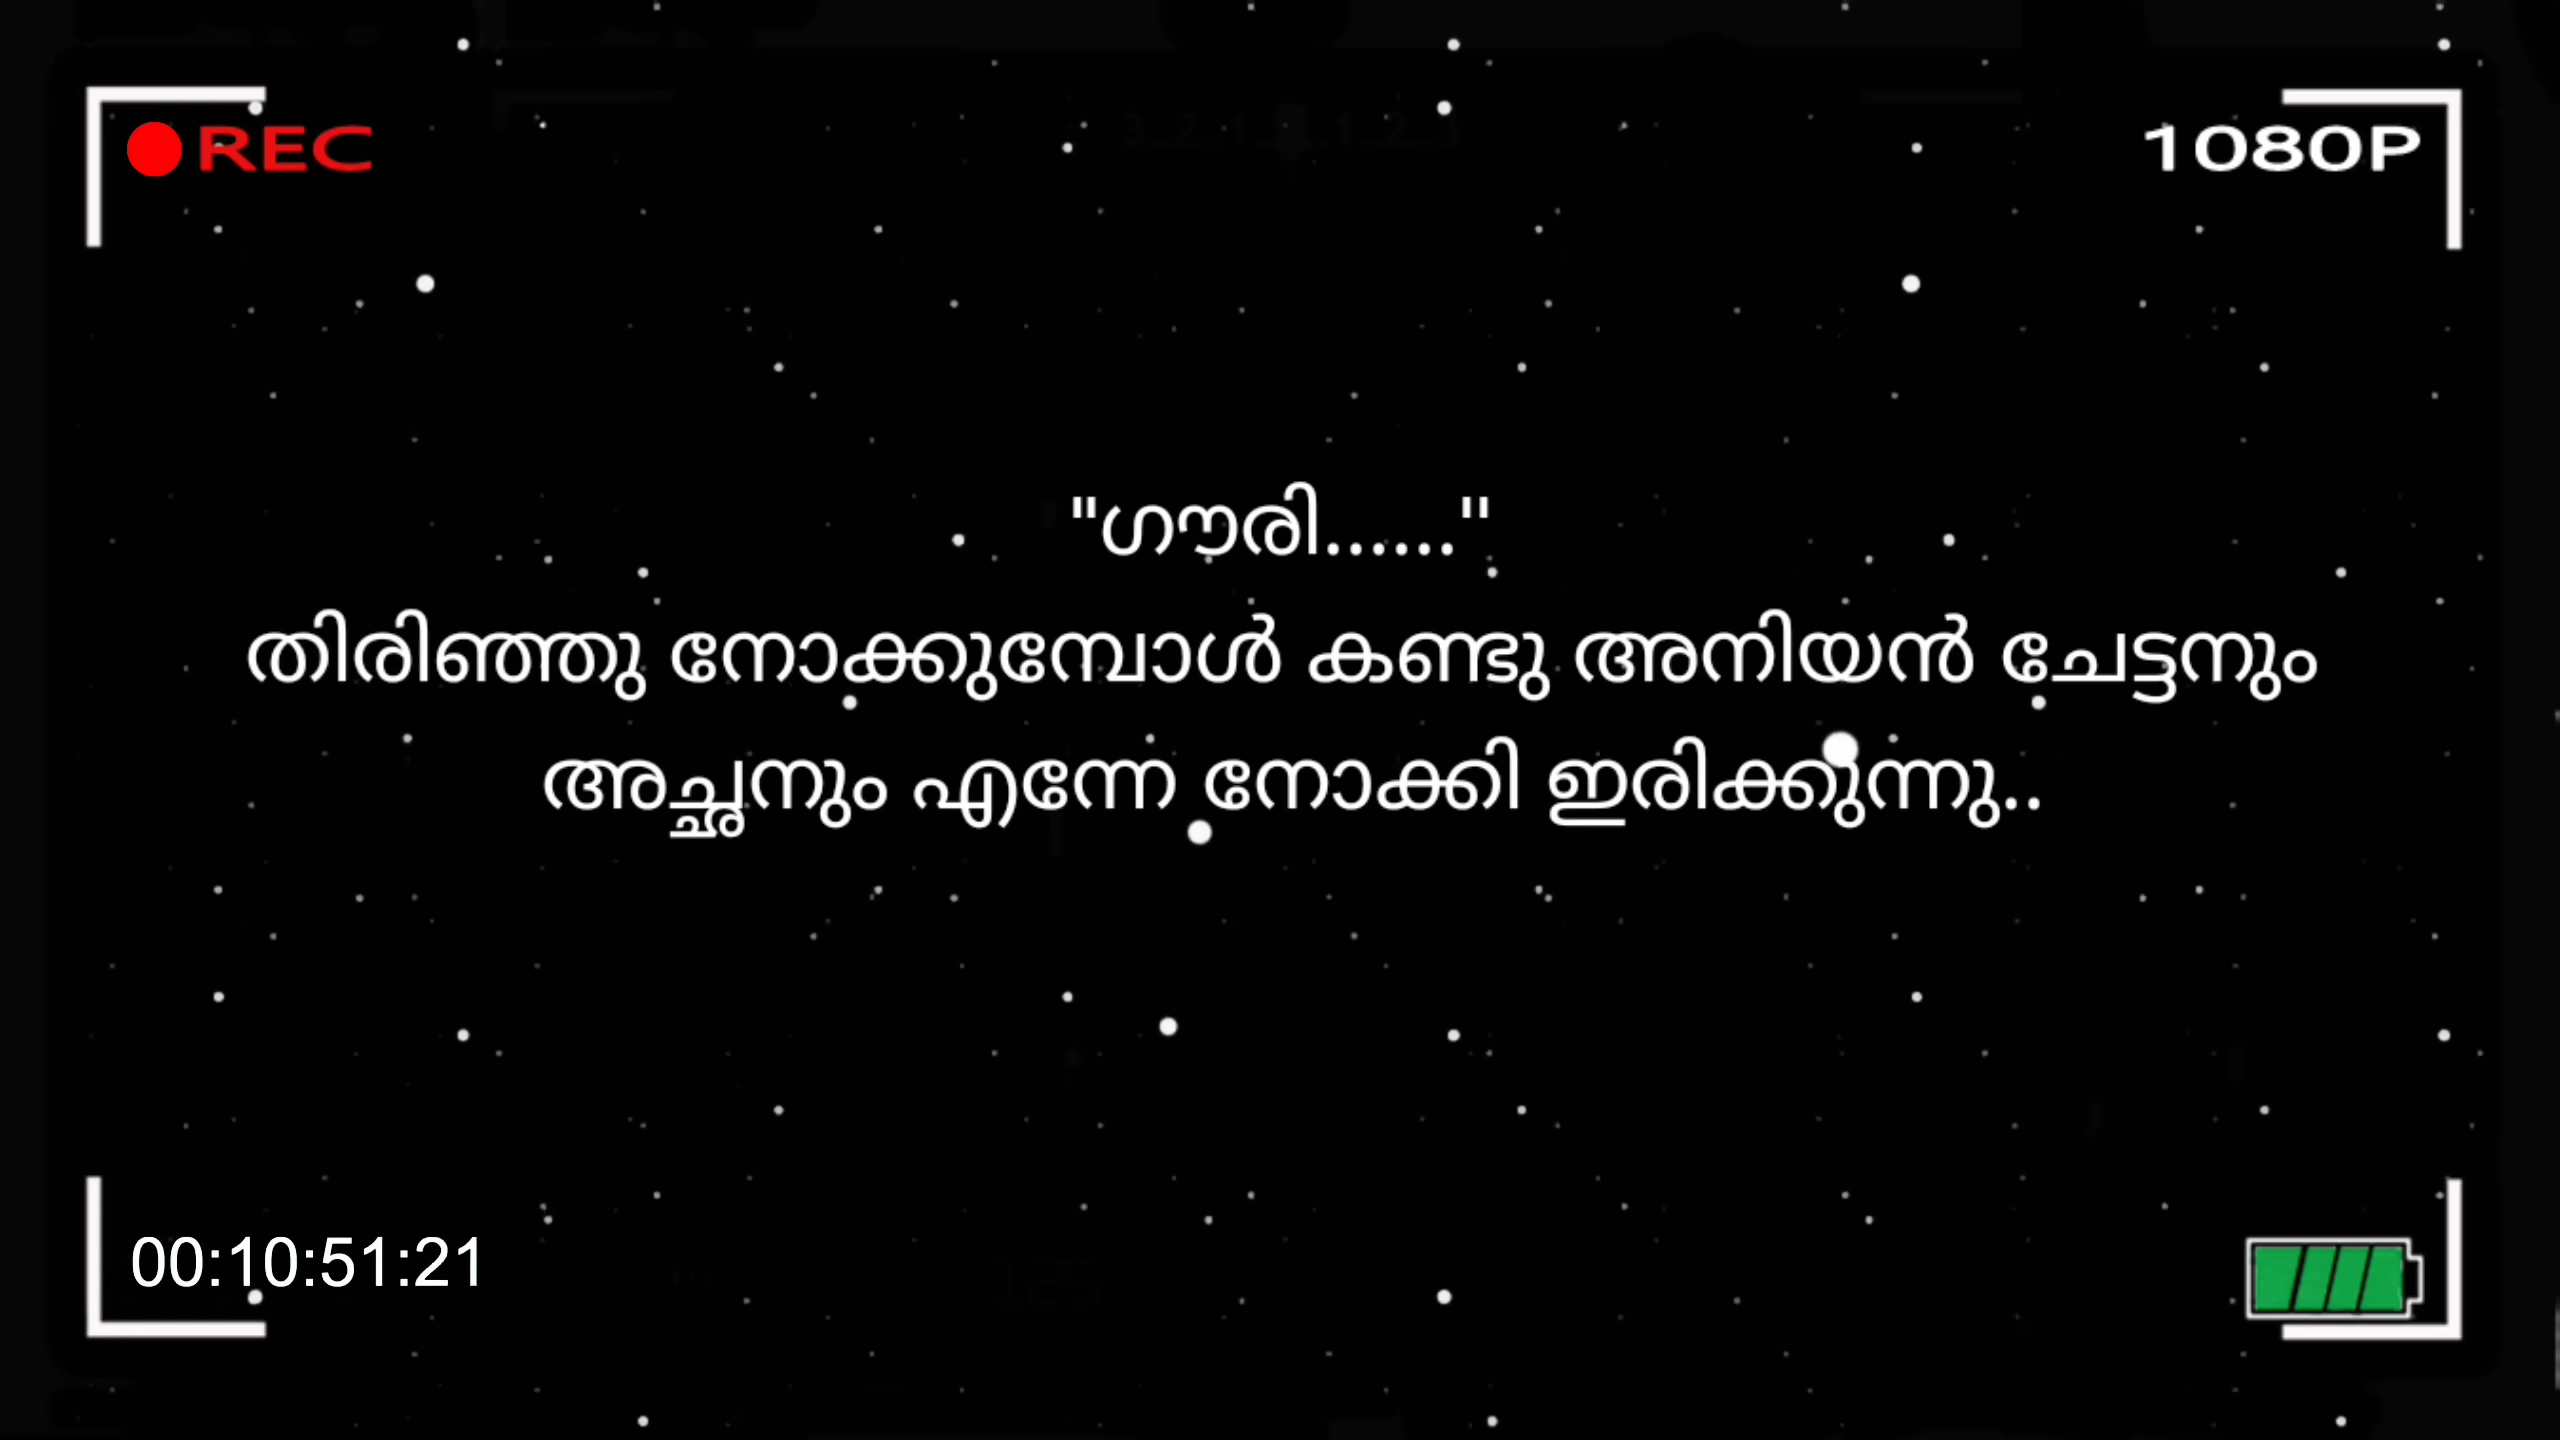 REC
1080P
"ഗൗരി......"
തിരിഞ്ഞു നോക്കുമ്പോൾ കണ്ടു അനിയൻ ചേട്ടനും
അച്ഛനും എന്നേ നോക്കി ഇരിക്കുന്നു..
00:10:51:21